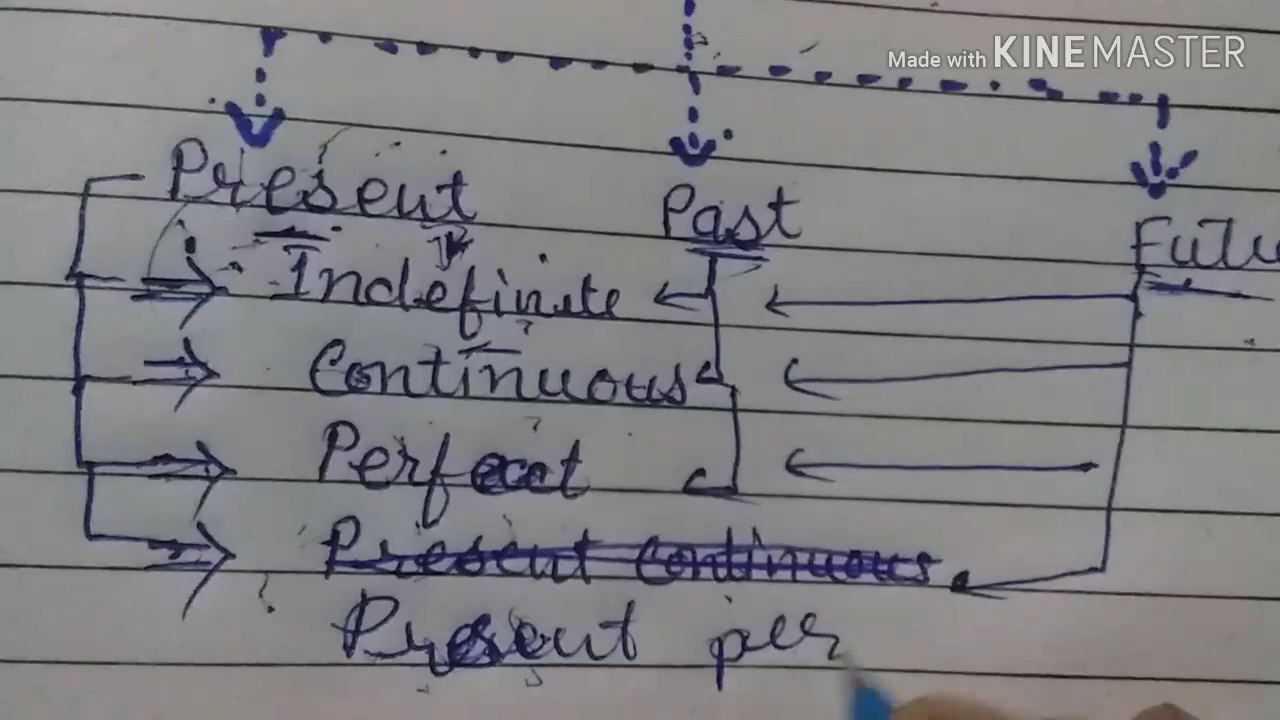 Made with KINEMASTER
Present Past Futu
Indefinite
Continuous
Perfect
Present Continuous
Present per